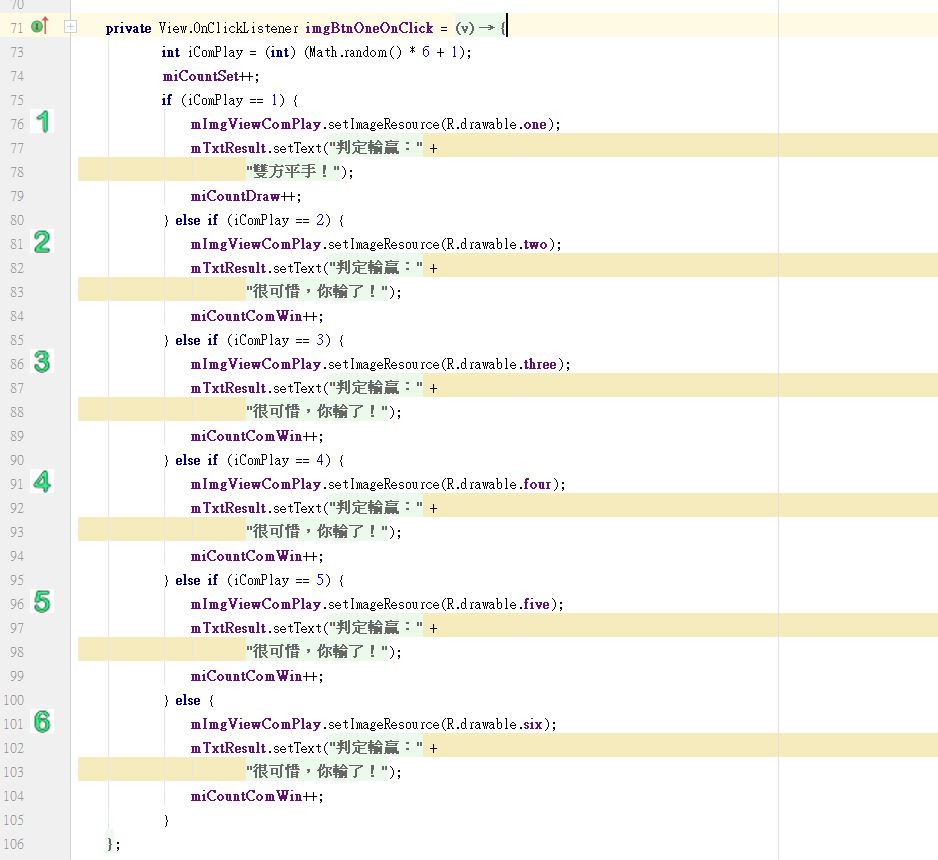 70
71 private View.OnClickListener imgBtnOneOnClick = (v) → {
73 int iComPlay = (int) (Math.random() * 6 + 1);
74 miCountSet++;
75 if (iComPlay == 1) {
76 1 mImgViewComPlay.setImageResource(R.drawable.one);
77 mTxtResult.setText("判定輸贏：" +
78 "雙方平手！");
79 miCountDraw++;
80 } else if (iComPlay == 2) {
81 2 mImgViewComPlay.setImageResource(R.drawable.two);
82 mTxtResult.setText("判定輸贏：" +
83 "很可惜，你輸了！");
84 miCountComWin++;
85 } else if (iComPlay == 3) {
86 3 mImgViewComPlay.setImageResource(R.drawable.three);
87 mTxtResult.setText("判定輸贏：" +
88 "很可惜，你輸了！");
89 miCountComWin++;
90 } else if (iComPlay == 4) {
91 4 mImgViewComPlay.setImageResource(R.drawable.four);
92 mTxtResult.setText("判定輸贏：" +
93 "很可惜，你輸了！");
94 miCountComWin++;
95 } else if (iComPlay == 5) {
96 5 mImgViewComPlay.setImageResource(R.drawable.five);
97 mTxtResult.setText("判定輸贏：" +
98 "很可惜，你輸了！");
99 miCountComWin++;
100 } else {
101 6 mImgViewComPlay.setImageResource(R.drawable.six);
102 mTxtResult.setText("判定輸贏：" +
103 "很可惜，你輸了！");
104 miCountComWin++;
105 }
106 };